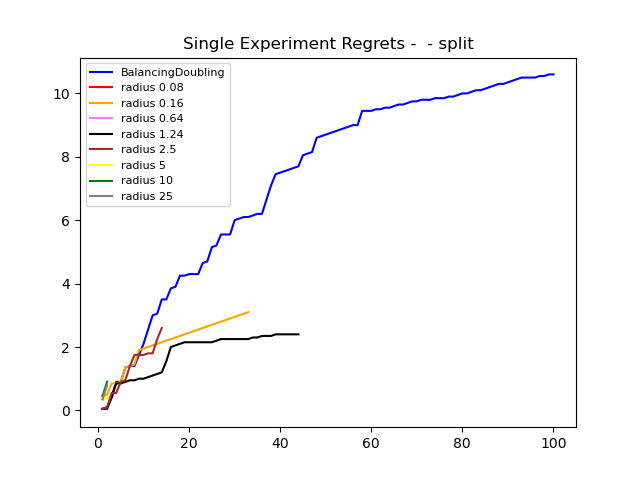 Single Experiment Regrets -  - split
BalancingDoubling
radius 0.08
radius 0.16
radius 0.64
radius 1.24
radius 2.5
radius 5
radius 10
radius 25
10
8
6
4
2
0
0 20 40 60 80 100